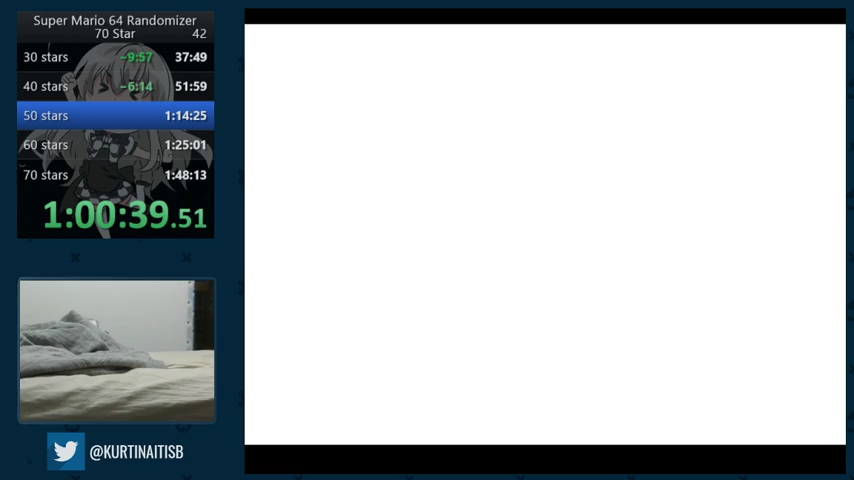 Super Mario 64 Randomizer
70 Star 42
30 stars -9:57 37:49
40 stars -6:14 51:59
50 stars 1:14:25
60 stars 1:25:01
70 stars 1:48:13
1:00:39.51
@KURTINAITISB